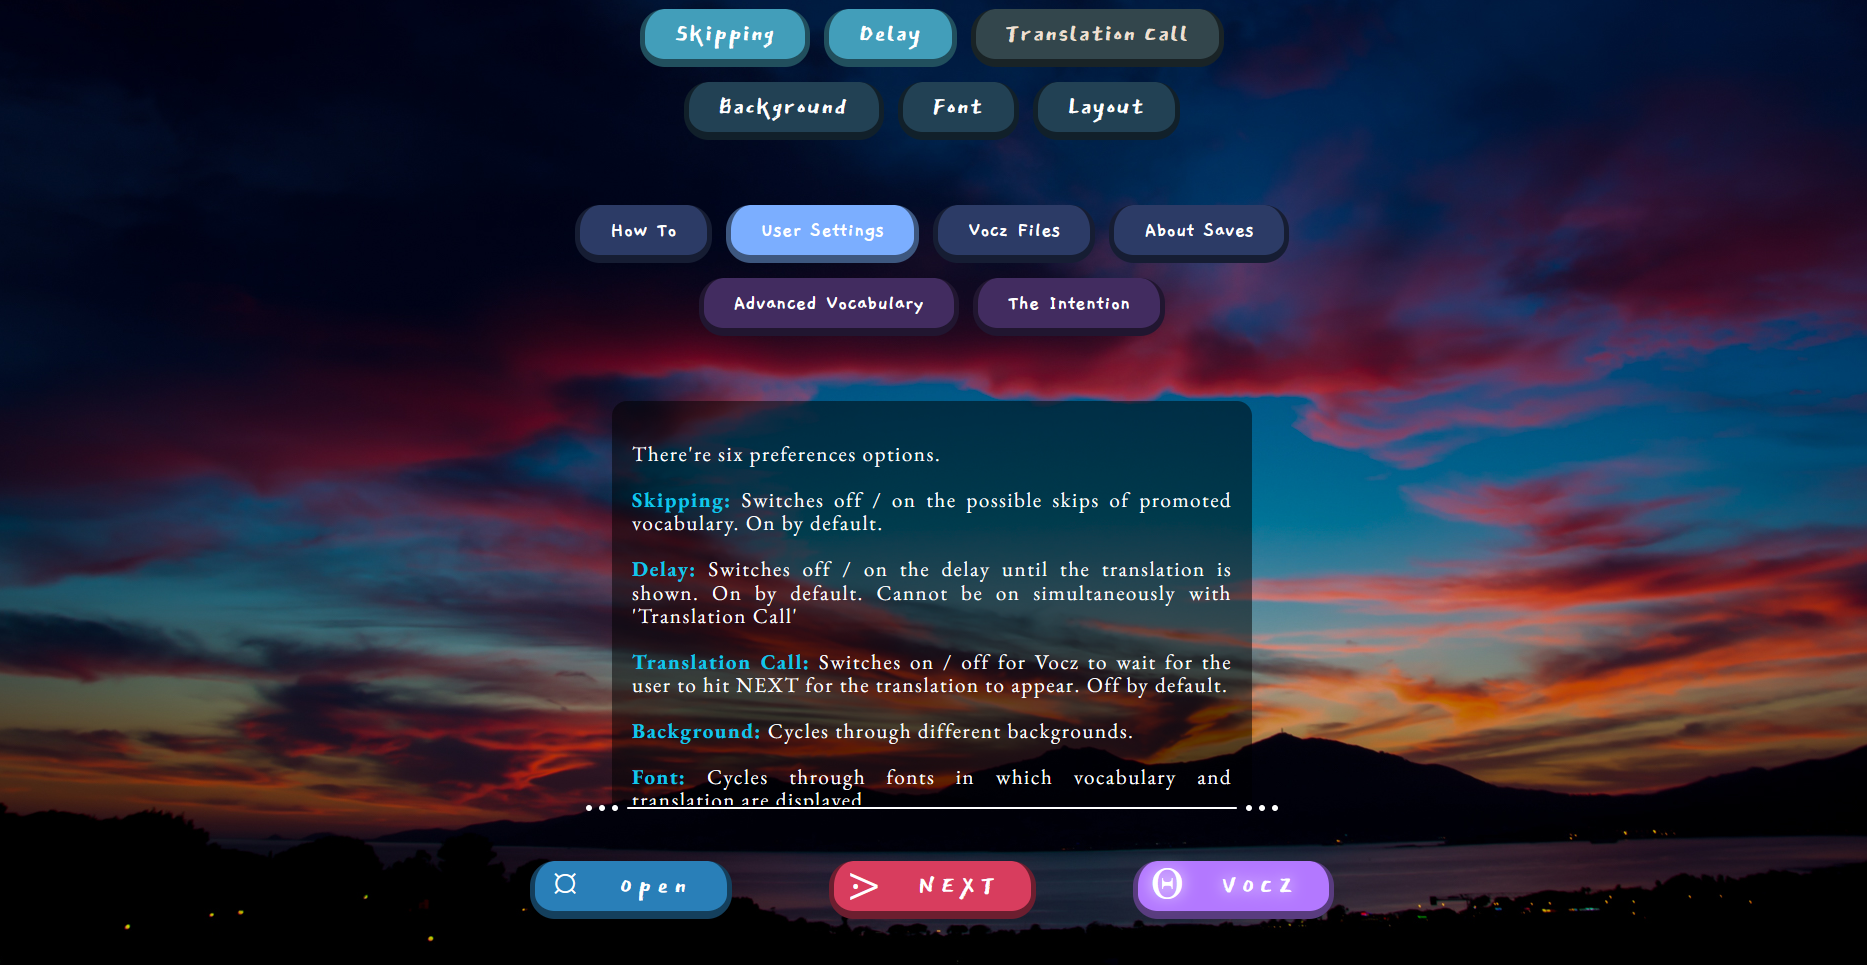 Skipping Delay Translation Call
Background Font Layout
How To User Settings Vocz Files About Saves
Advanced Vocabulary The Intention
There're six preferences options.
Skipping: Switches off / on the possible skips of promoted
vocabulary. On by default.
Delay: Switches off / on the delay until the translation is
shown. On by default. Cannot be on simultaneously with
'Translation Call'
Translation Call: Switches on / off for Vocz to wait for the
user to hit NEXT for the translation to appear. Off by default.
Background: Cycles through different backgrounds.
Font: Cycles through fonts in which vocabulary and
translation are displayed
Open NEXT VOCZ